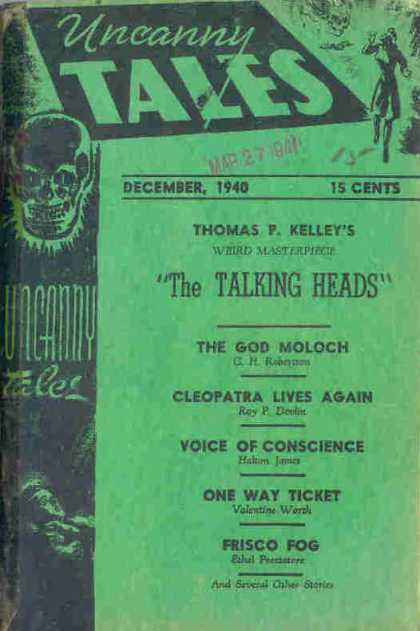 Uncanny
TALES
MAR 27 1941
15-
DECEMBER, 1940 15 CENTS
THOMAS P. KELLEY'S
WEIRD MASTERPIECE
"The TALKING HEADS"
THE GOD MOLOCH
C. H. Robertson
CLEOPATRA LIVES AGAIN
Roy P. Devlin
VOICE OF CONSCIENCE
James
ONE WAY TICKET
Valentine Worth
FRISCO FOG
Ethel
And Several Other Stories
UNCANNY
Tales